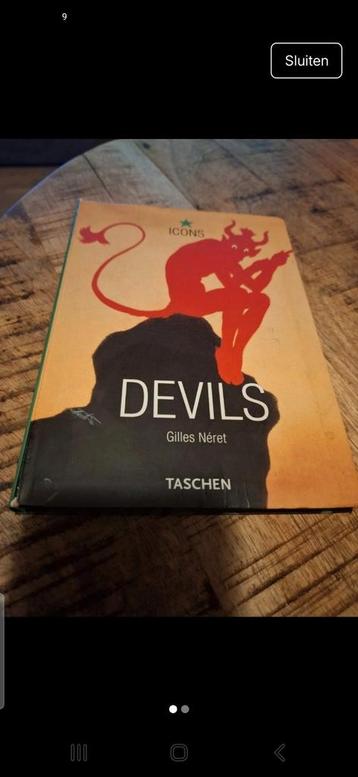 9
Sluiten
ICONS
DEVILS
Gilles Néret
TASCHEN